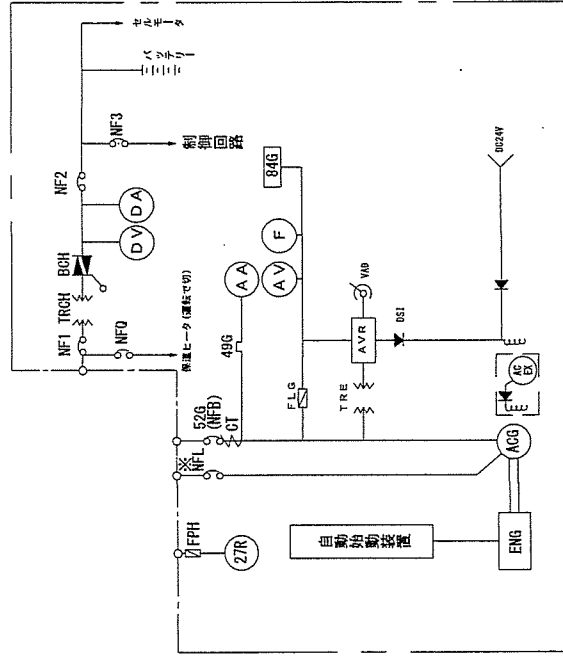 セルモータ
バッテリー
NF3
制御回路
NF2
DA
DV
BCH
TRCH
NF1
NFQ
保温ヒータ(運転で切)
84G
F
AV
AA
49G
DC24V
VAD
AVR
DSI
FLG
TRE
AC
EX
52G
(NFB)
CT
※
NFL
ACG
FPH
27R
自動始動装置
ENG